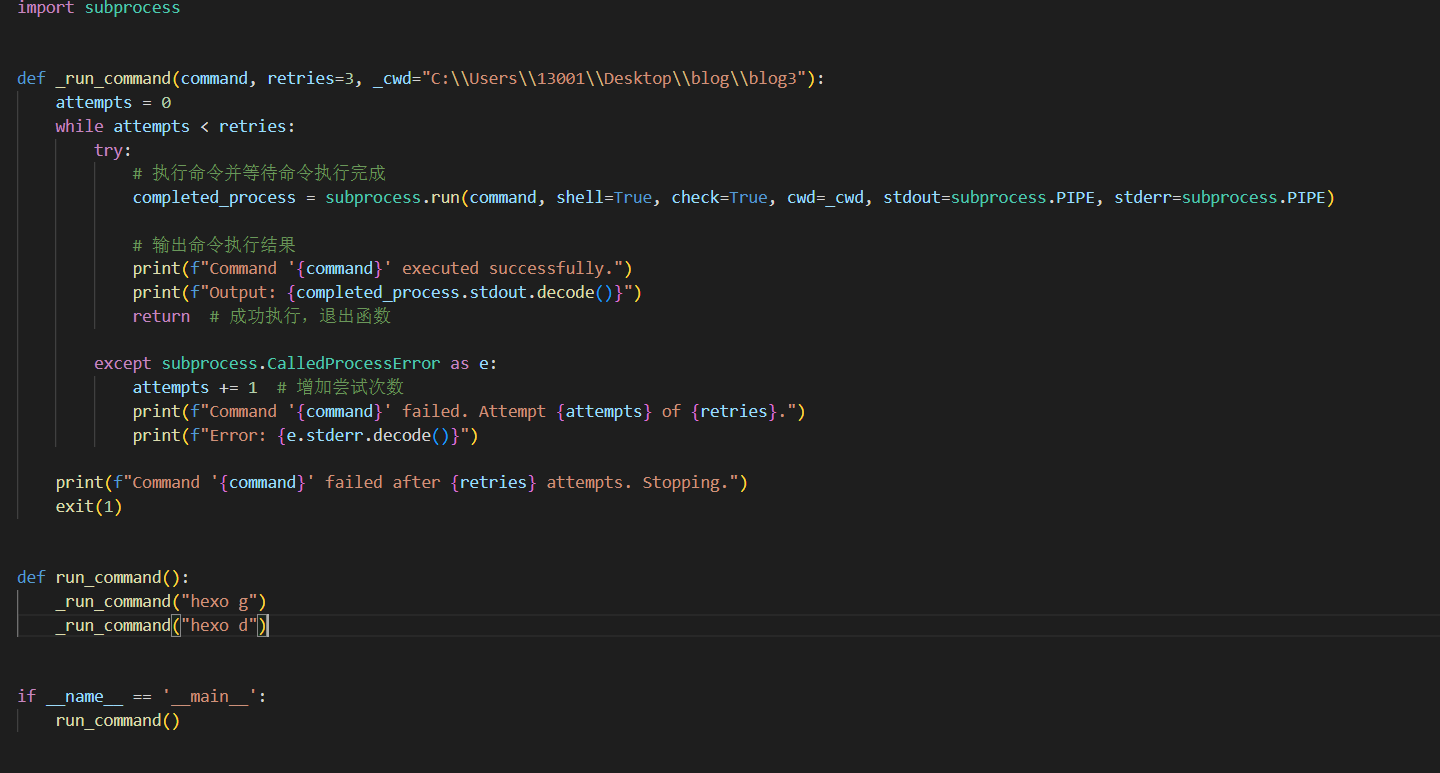 import subprocess
def _run_command(command, retries=3, _cwd="C:\\Users\\13001\\Desktop\\blog\\blog3"):
    attempts = 0
    while attempts < retries:
        try:
            # 执行命令并等待命令执行完成
            completed_process = subprocess.run(command, shell=True, check=True, cwd=_cwd, stdout=subprocess.PIPE, stderr=subprocess.PIPE)
            # 输出命令执行结果
            print(f"Command '{command}' executed successfully.")
            print(f"Output: {completed_process.stdout.decode()}")
            return  # 成功执行，退出函数
        except subprocess.CalledProcessError as e:
            attempts += 1  # 增加尝试次数
            print(f"Command '{command}' failed. Attempt {attempts} of {retries}.")
            print(f"Error: {e.stderr.decode()}")
    print(f"Command '{command}' failed after {retries} attempts. Stopping.")
    exit(1)
def run_command():
    _run_command("hexo g")
    _run_command("hexo d")
if __name__ == '__main__':
    run_command()